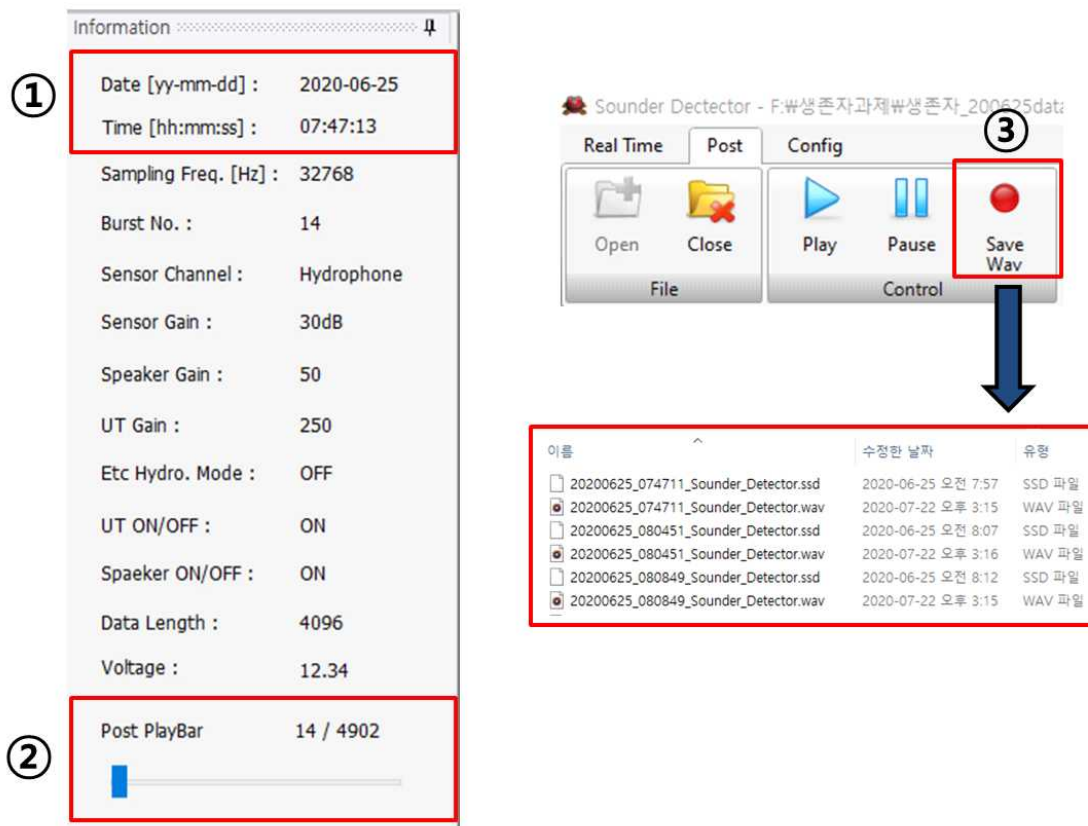 Information
①
Date [yy-mm-dd] : 2020-06-25
Time [hh:mm:ss] : 07:47:13
Sampling Freq. [Hz] : 32768
Burst No. : 14
Sensor Channel : Hydrophone
Sensor Gain : 30dB
Speaker Gain : 50
UT Gain : 250
Etc Hydro. Mode : OFF
UT ON/OFF : ON
Spaeker ON/OFF : ON
Data Length : 4096
Voltage : 12.34
②
Post PlayBar 14 / 4902
Sounder Dectector - F:₩생존자과제₩생존자_200625data
③
Real Time Post Config
Open Close Play Pause Save
Wav
File Control
이름 수정한 날짜 유형
20200625_074711_Sounder_Detector.ssd 2020-06-25 오전 7:57 SSD 파일
20200625_074711_Sounder_Detector.wav 2020-07-22 오후 3:15 WAV 파일
20200625_080451_Sounder_Detector.ssd 2020-06-25 오전 8:07 SSD 파일
20200625_080451_Sounder_Detector.wav 2020-07-22 오후 3:16 WAV 파일
20200625_080849_Sounder_Detector.ssd 2020-06-25 오전 8:12 SSD 파일
20200625_080849_Sounder_Detector.wav 2020-07-22 오후 3:15 WAV 파일